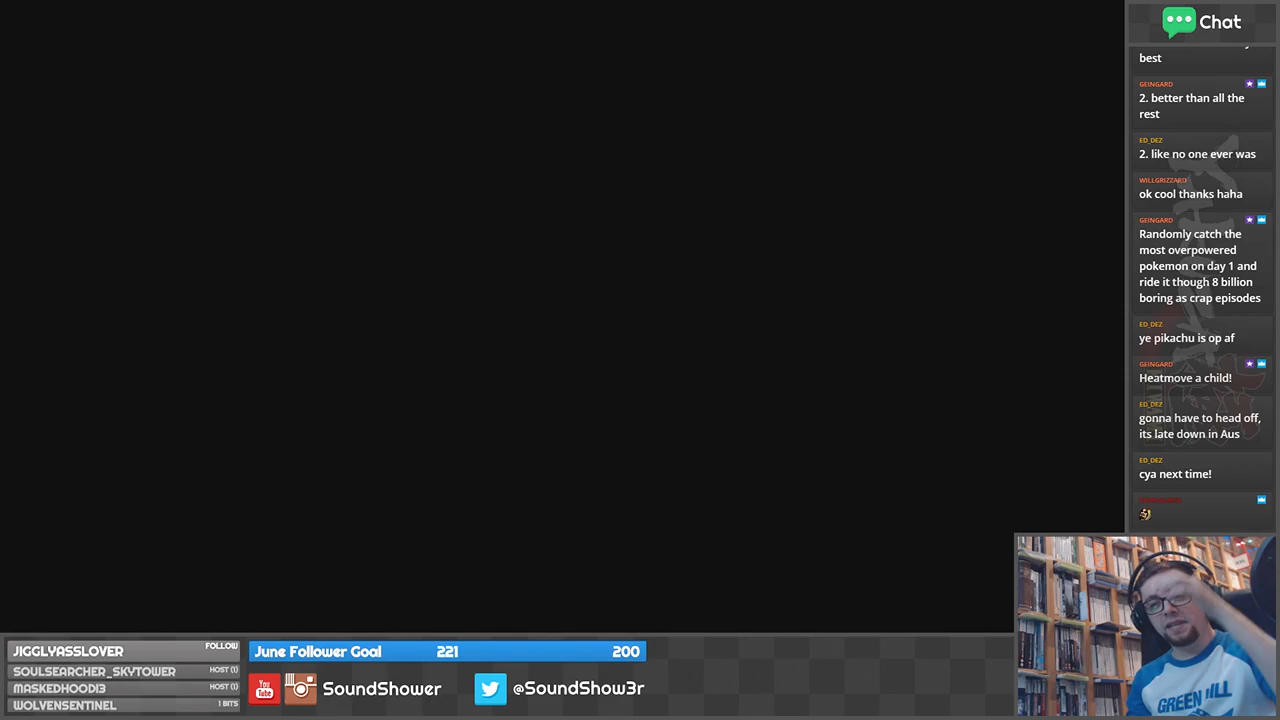 Chat
best
GEINGARD
2. better than all the
rest
ED_DEZ
2. like no one ever was
WILLGRIZZARD
ok cool thanks haha
GEINGARD
Randomly catch the
most overpowered
pokemon on day 1 and
ride it though 8 billion
boring as crap episodes
ED_DEZ
ye pikachu is op af
GEINGARD
Heatmove a child!
ED_DEZ
gonna have to head off,
its late down in Aus
ED_DEZ
cya next time!
JIGGLYASSLOVER FOLLOW
SOULSEARCHER_SKYTOWER HOST (1)
MASKEDHOODI3 HOST (1)
WOLVENSENTINEL 1 BITS
June Follower Goal 221 200
You Tube SoundShower @SoundShow3r
GREEN HILL